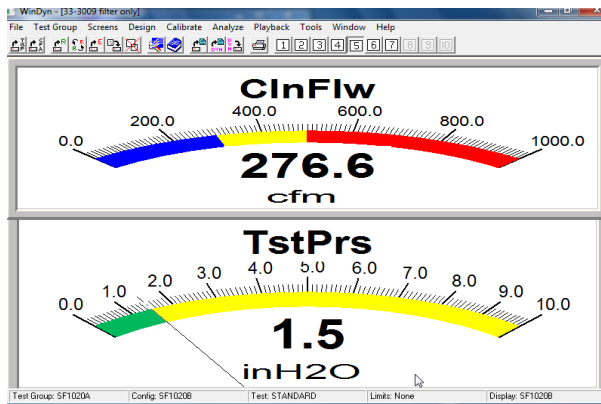 WinDyn - [33-3009 filter only]
File Test Group Screens Design Calibrate Analyze Playback Tools Window Help
1 2 3 4 5 6 7 8 9 10
ClnFlw
0.0 200.0 400.0 600.0 800.0 1000.0
276.6
cfm
TstPrs
0.0 1.0 2.0 3.0 4.0 5.0 6.0 7.0 8.0 9.0 10.0
1.5
inH2O
Test Group: SF1020A Config: SF1020B Test: STANDARD Limits: None Display: SF1020B